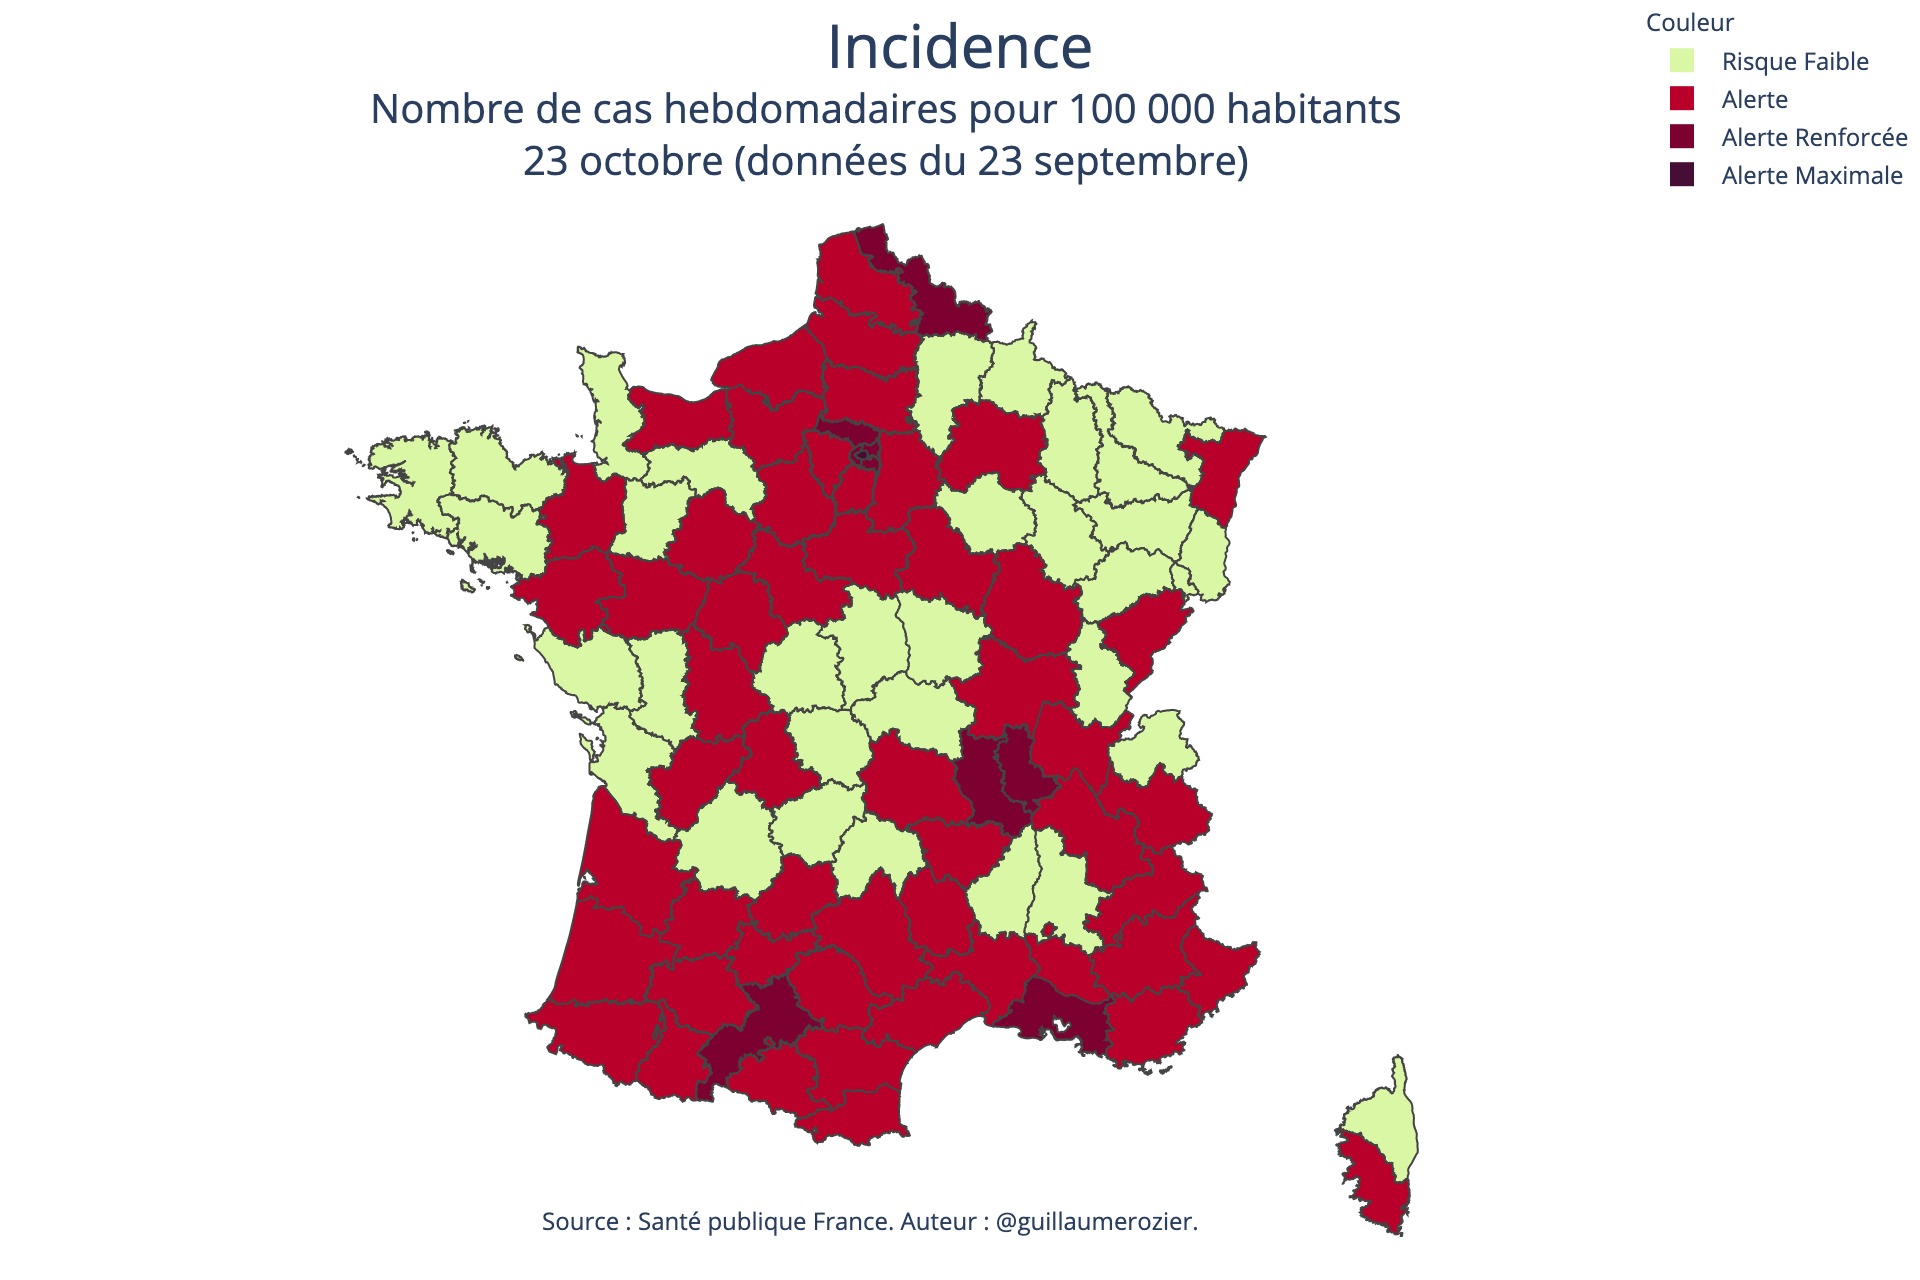 Incidence
Nombre de cas hebdomadaires pour 100 000 habitants
23 octobre (données du 23 septembre)
Couleur
Risque Faible
Alerte
Alerte Renforcée
Alerte Maximale
Source : Santé publique France. Auteur : @guillaumerozier.